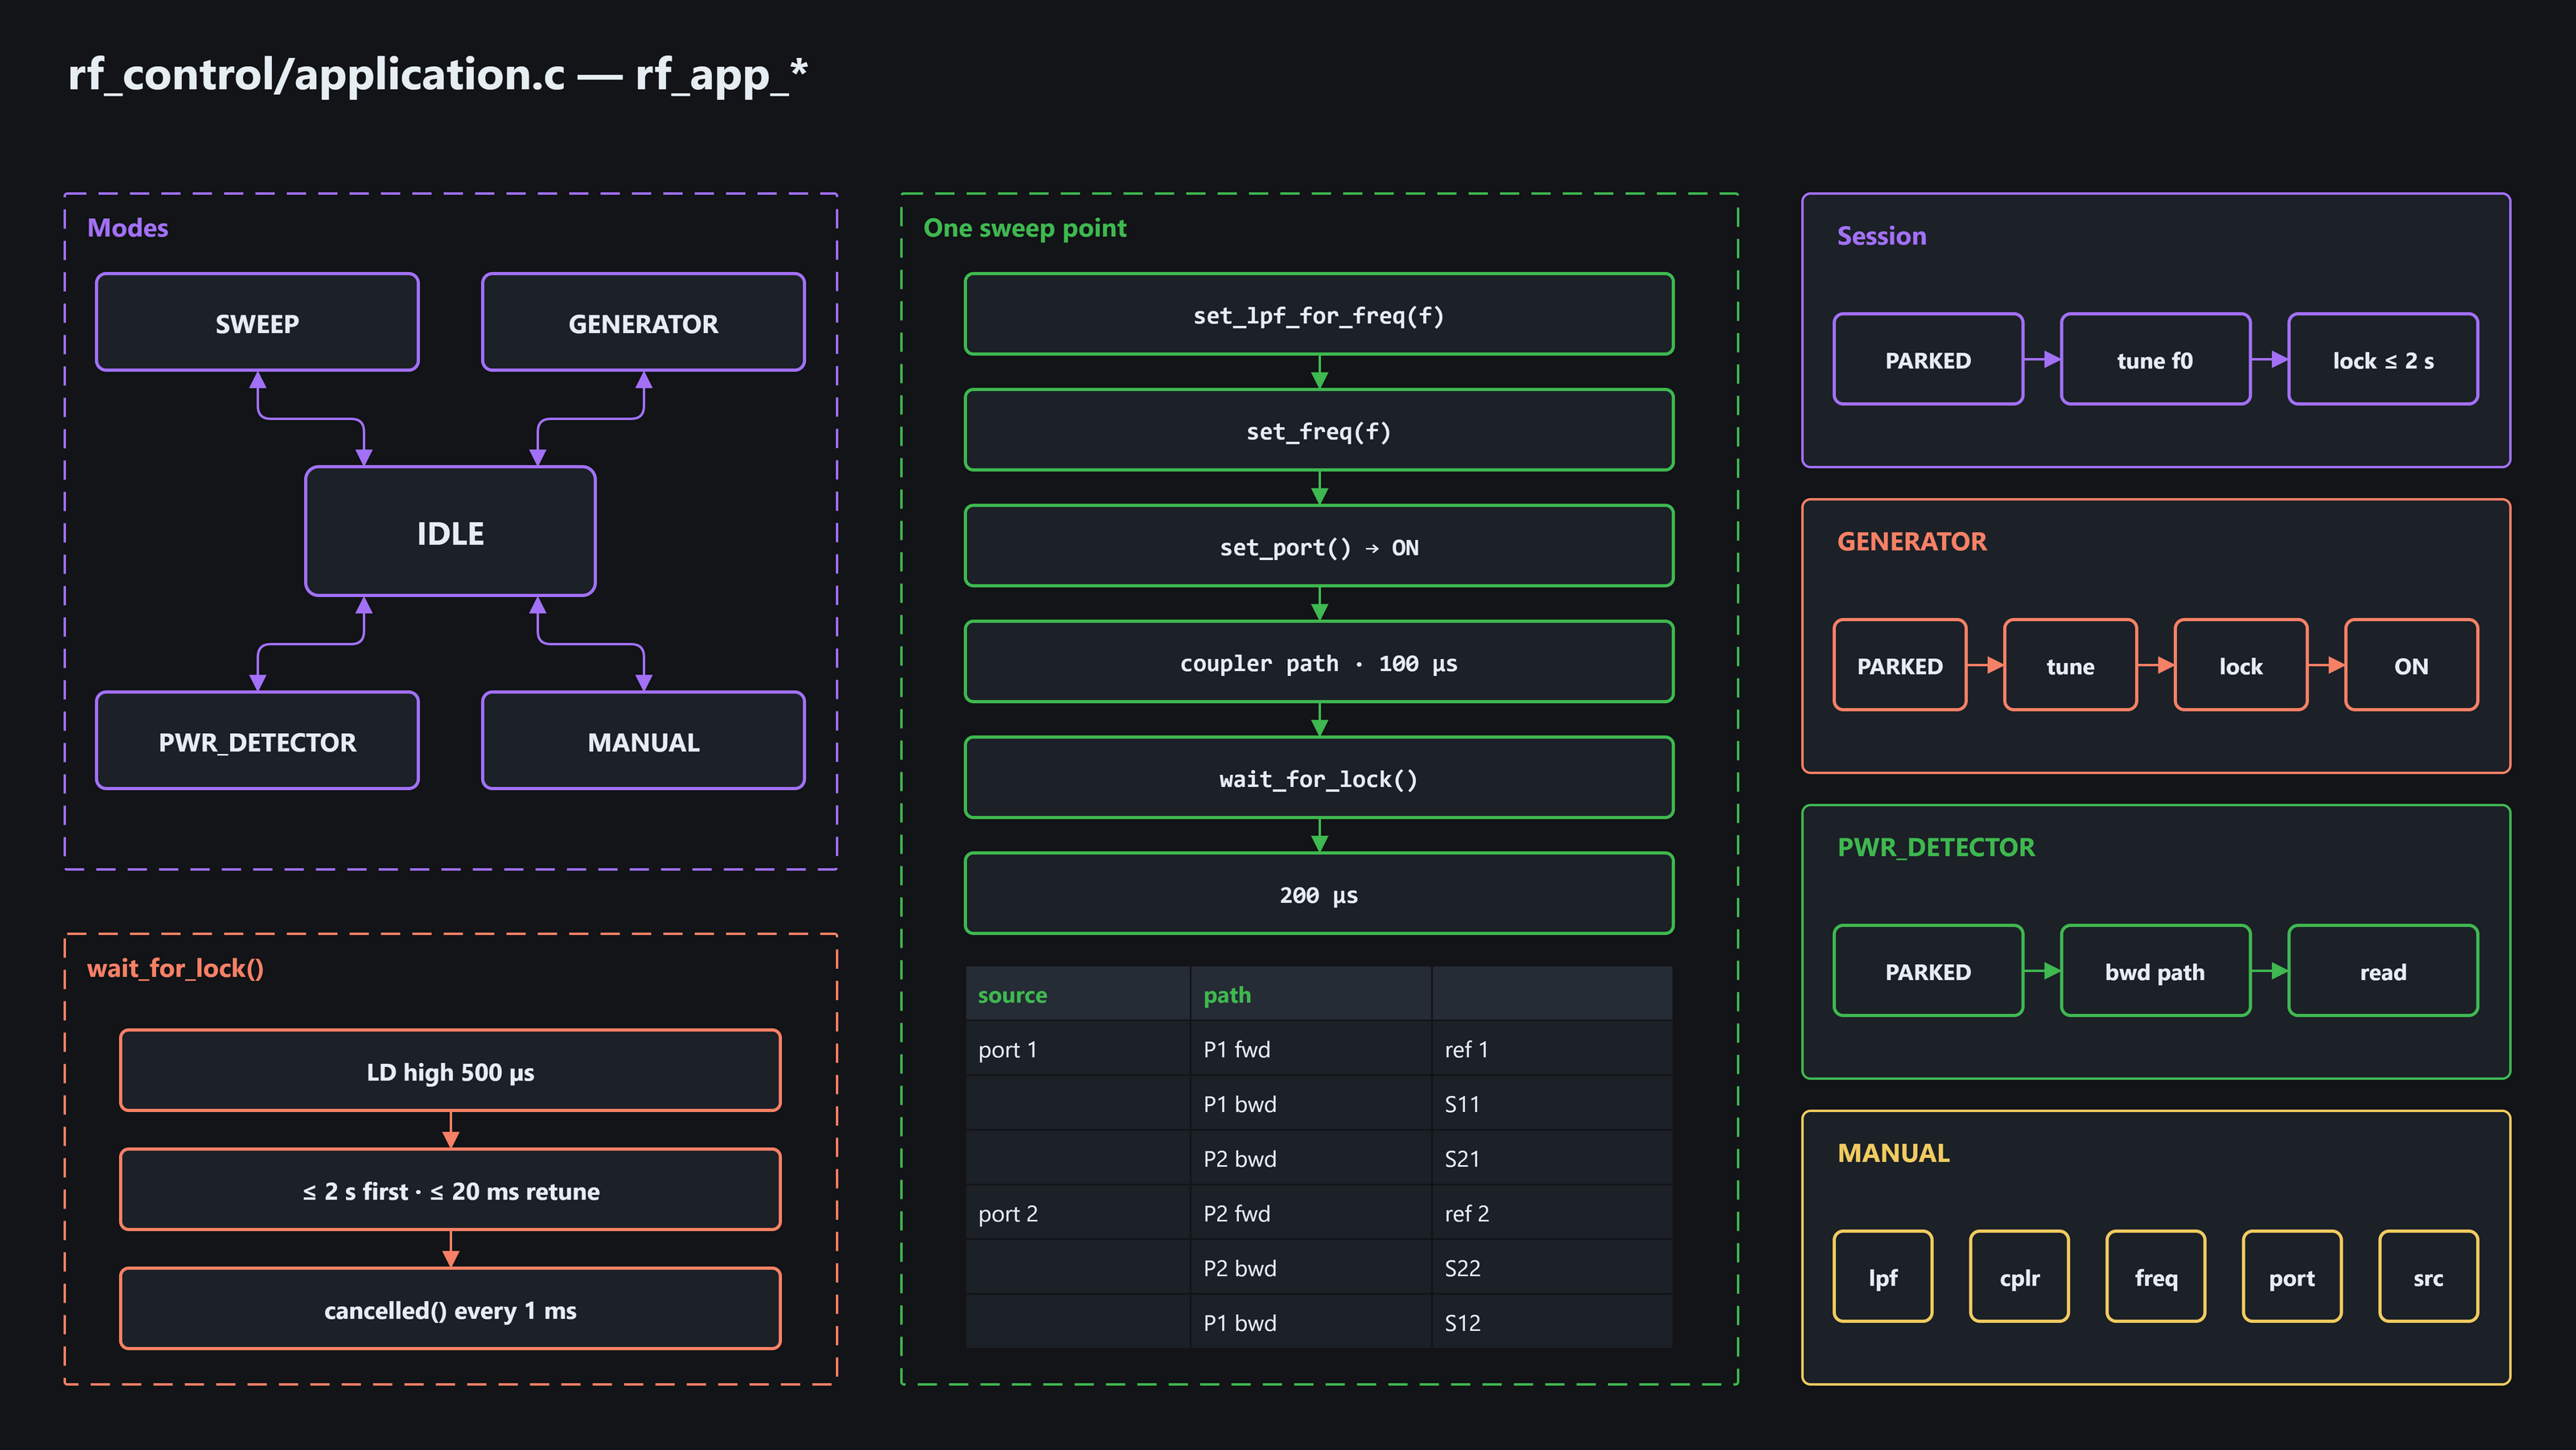 rf_control/application.c — rf_app_*
Modes
SWEEP
GENERATOR
IDLE
PWR_DETECTOR
MANUAL
wait_for_lock()
LD high 500 µs
≤ 2 s first · ≤ 20 ms retune
cancelled() every 1 ms
One sweep point
set_lpf_for_freq(f)
set_freq(f)
set_port() → ON
coupler path · 100 µs
wait_for_lock()
200 µs
source path
port 1 P1 fwd ref 1
P1 bwd S11
P2 bwd S21
port 2 P2 fwd ref 2
P2 bwd S22
P1 bwd S12
Session
PARKED tune f0 lock ≤ 2 s
GENERATOR
PARKED tune lock ON
PWR_DETECTOR
PARKED bwd path read
MANUAL
lpf cplr freq port src